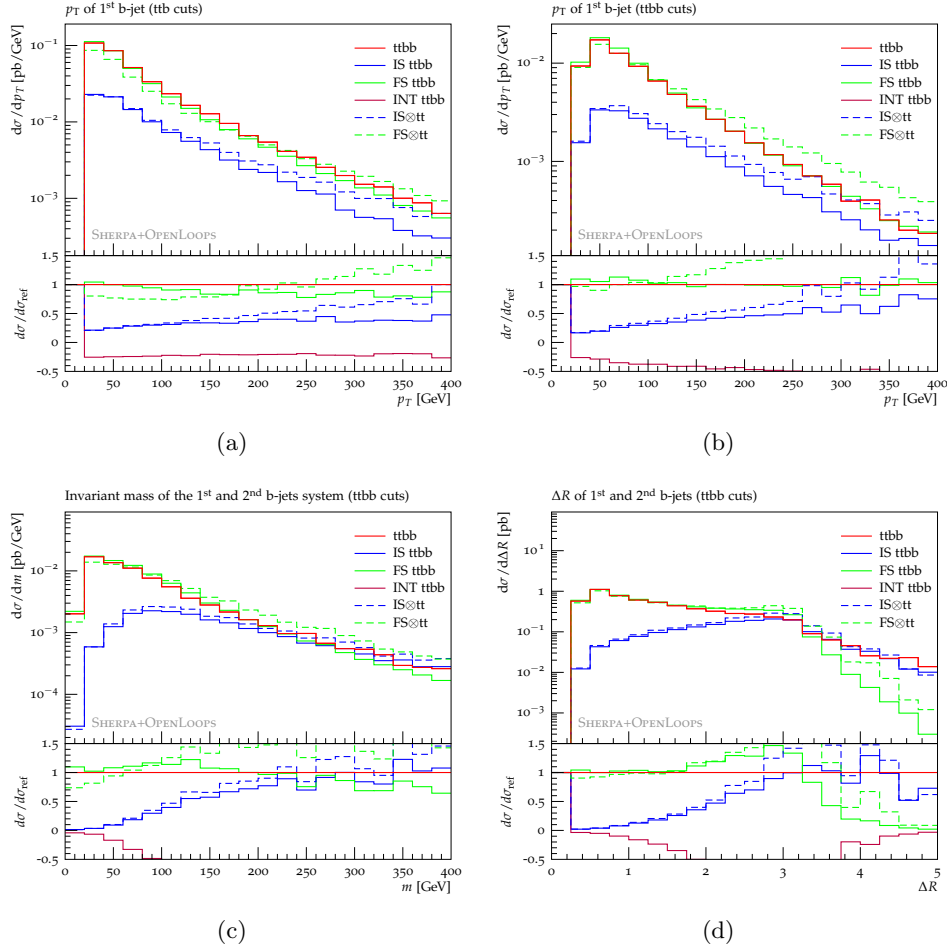 pT of 1st b-jet (ttb cuts)
dσ/dpT [pb/GeV]
10−1
10−2
10−3
ttbb
IS ttbb
FS ttbb
INT ttbb
IS⊗tt
FS⊗tt
Sherpa+OpenLoops
dσ/dσref
1.5
1
0.5
0
-0.5
0 50 100 150 200 250 300 350 400
pT [GeV]
(a)
pT of 1st b-jet (ttbb cuts)
dσ/dpT [pb/GeV]
10−2
10−3
ttbb
IS ttbb
FS ttbb
INT ttbb
IS⊗tt
FS⊗tt
Sherpa+OpenLoops
dσ/dσref
1.5
1
0.5
0
-0.5
0 50 100 150 200 250 300 350 400
pT [GeV]
(b)
Invariant mass of the 1st and 2nd b-jets system (ttbb cuts)
dσ/dm [pb/GeV]
10−2
10−3
10−4
ttbb
IS ttbb
FS ttbb
INT ttbb
IS⊗tt
FS⊗tt
Sherpa+OpenLoops
dσ/dσref
1.5
1
0.5
0
-0.5
0 50 100 150 200 250 300 350 400
m [GeV]
(c)
ΔR of 1st and 2nd b-jets (ttbb cuts)
dσ/dΔR [pb]
101
1
10−1
10−2
10−3
ttbb
IS ttbb
FS ttbb
INT ttbb
IS⊗tt
FS⊗tt
Sherpa+OpenLoops
dσ/dσref
1.5
1
0.5
0
-0.5
0 1 2 3 4 5
ΔR
(d)